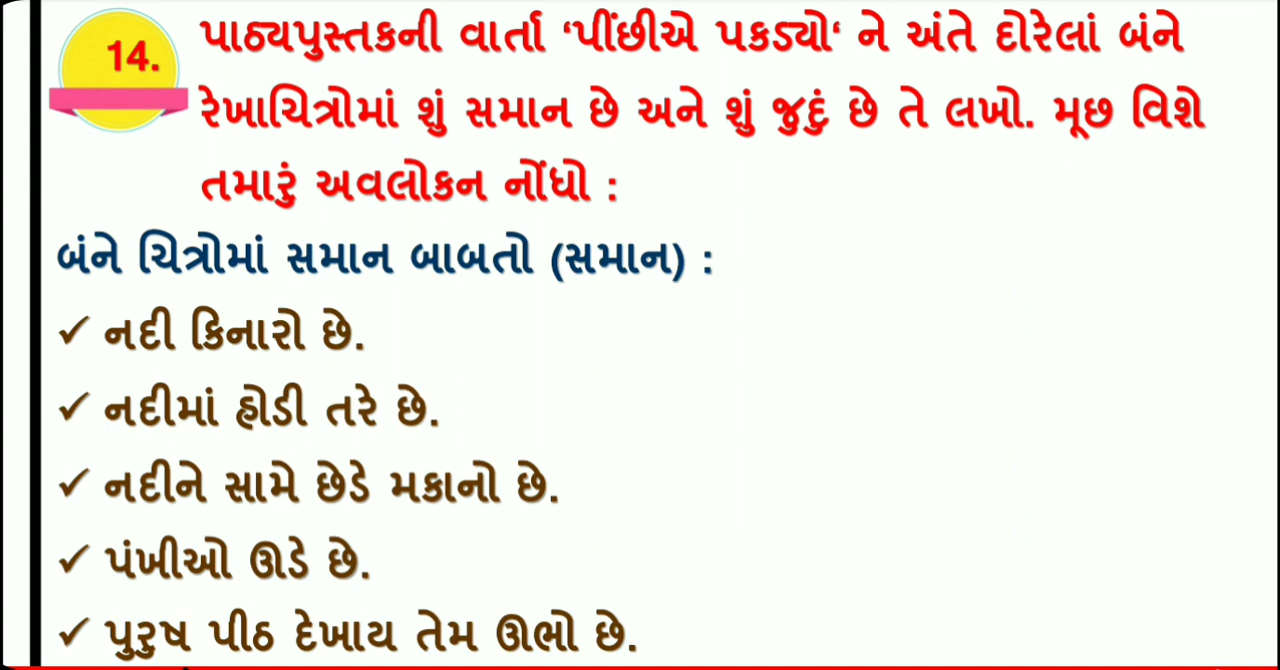 14. પાઠ્યપુસ્તકની વાર્તા ‘પીંછીએ પકડ્યો‘ ને અંતે દોરેલાં બંને
રેખાચિત્રોમાં શું સમાન છે અને શું જુદું છે તે લખો. મૂછ વિશે
તમારું અવલોકન નોંધો :
બંને ચિત્રોમાં સમાન બાબતો (સમાન) :
✓ નદી કિનારો છે.
✓ નદીમાં હોડી તરે છે.
✓ નદીને સામે છેડે મકાનો છે.
✓ પંખીઓ ઊડે છે.
✓ પુરુષ પીઠ દેખાય તેમ ઊભો છે.